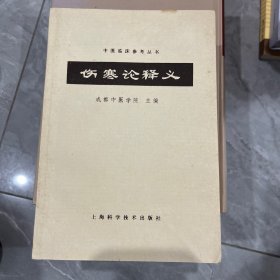 中医临床参考丛书
伤寒论释义
成都中医学院 主编
上海科学技术出版社